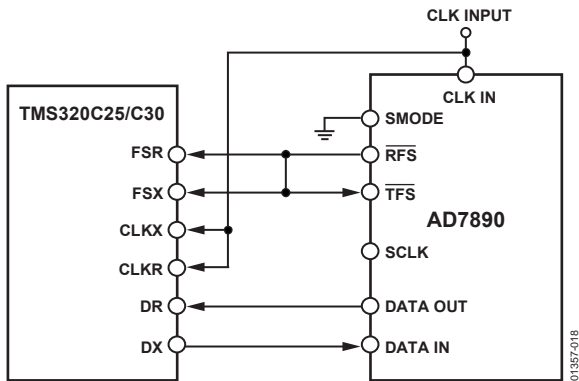 CLK INPUT
CLK IN
TMS320C25/C30
SMODE
FSR
RFS
FSX
TFS
AD7890
CLKX
SCLK
CLKR
DR
DATA OUT
DX
DATA IN
01357-018